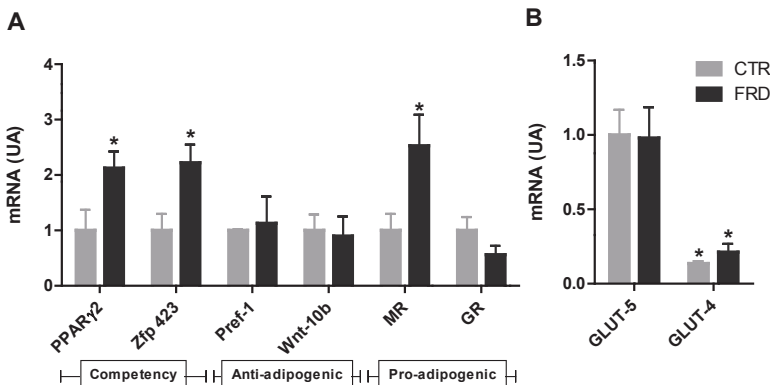 A
mRNA (UA)
4
3
2
1
0
* * *
PPARγ2 Zfp 423 Pref-1 Wnt-10b MR GR
Competency Anti-adipogenic Pro-adipogenic
B
CTR
FRD
mRNA (UA)
1.5
1.0
0.5
0.0
* *
GLUT-5 GLUT-4